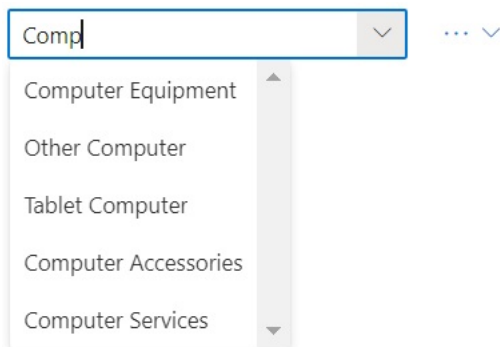 Comp
Computer Equipment
Other Computer
Tablet Computer
Computer Accessories
Computer Services